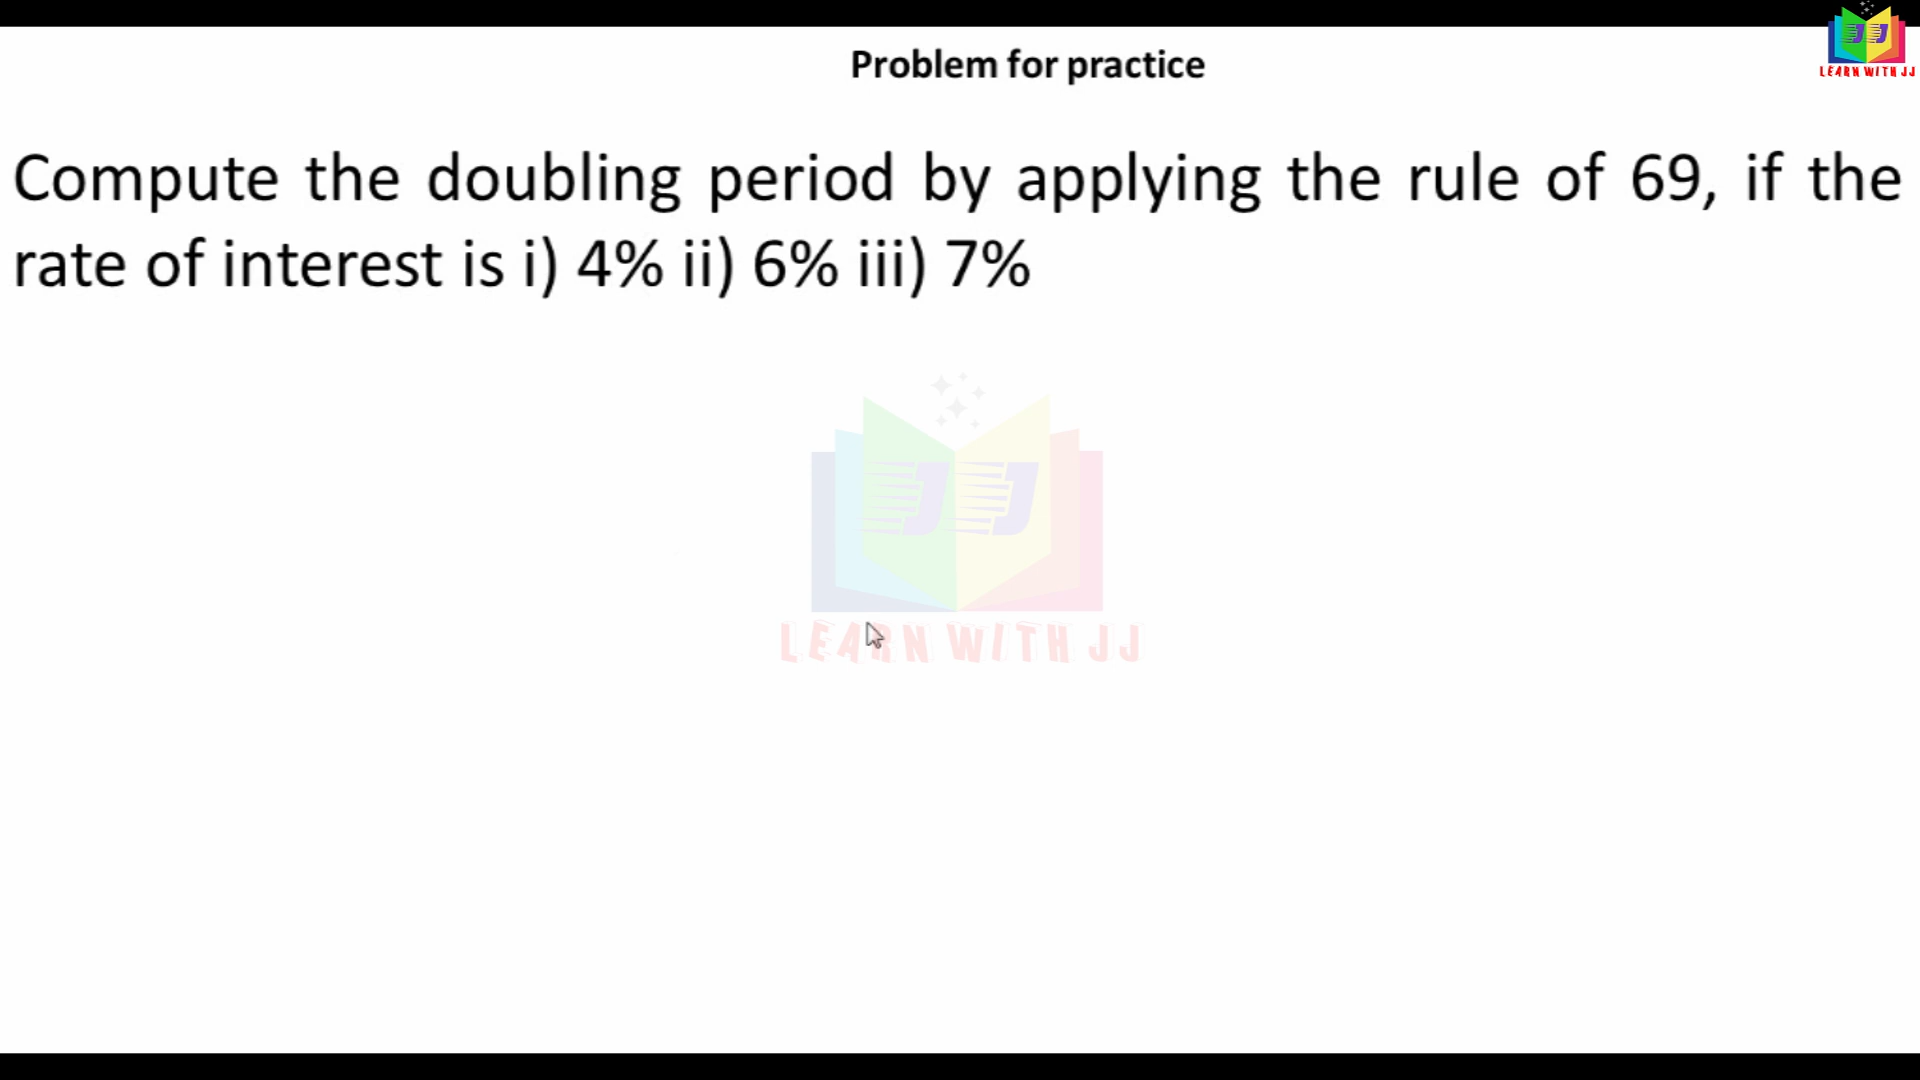 LEARN WITH JJ
Problem for practice
Compute the doubling period by applying the rule of 69, if the
rate of interest is i) 4% ii) 6% iii) 7%
JJ
LEARN WITH JJ